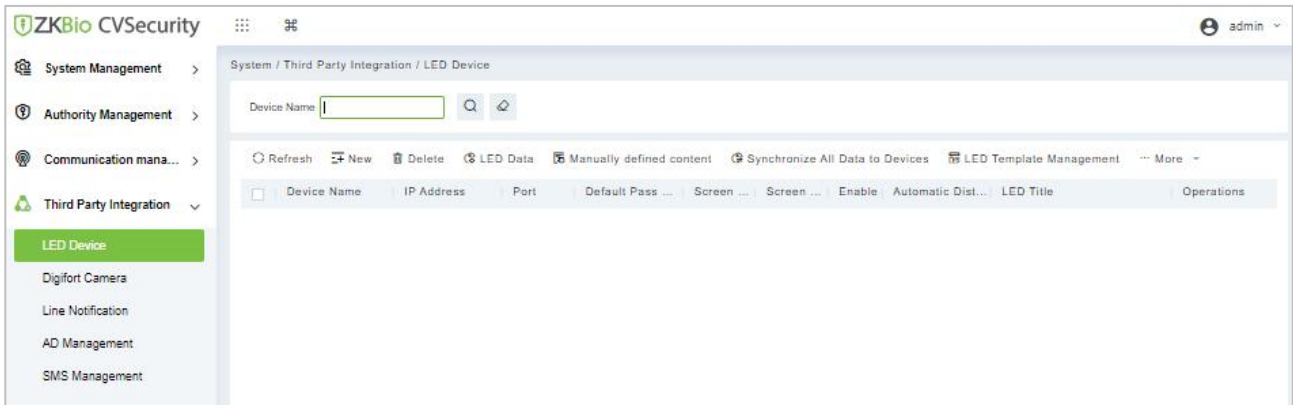 ZKBio CVSecurity
admin
System Management
Authority Management
Communication mana...
Third Party Integration
LED Device
Digifort Camera
Line Notification
AD Management
SMS Management
System / Third Party Integration / LED Device
Device Name
Refresh New Delete LED Data Manually defined content Synchronize All Data to Devices LED Template Management ··· More
Device Name IP Address Port Default Pass ... Screen ... Screen ... Enable Automatic Dist... LED Title Operations